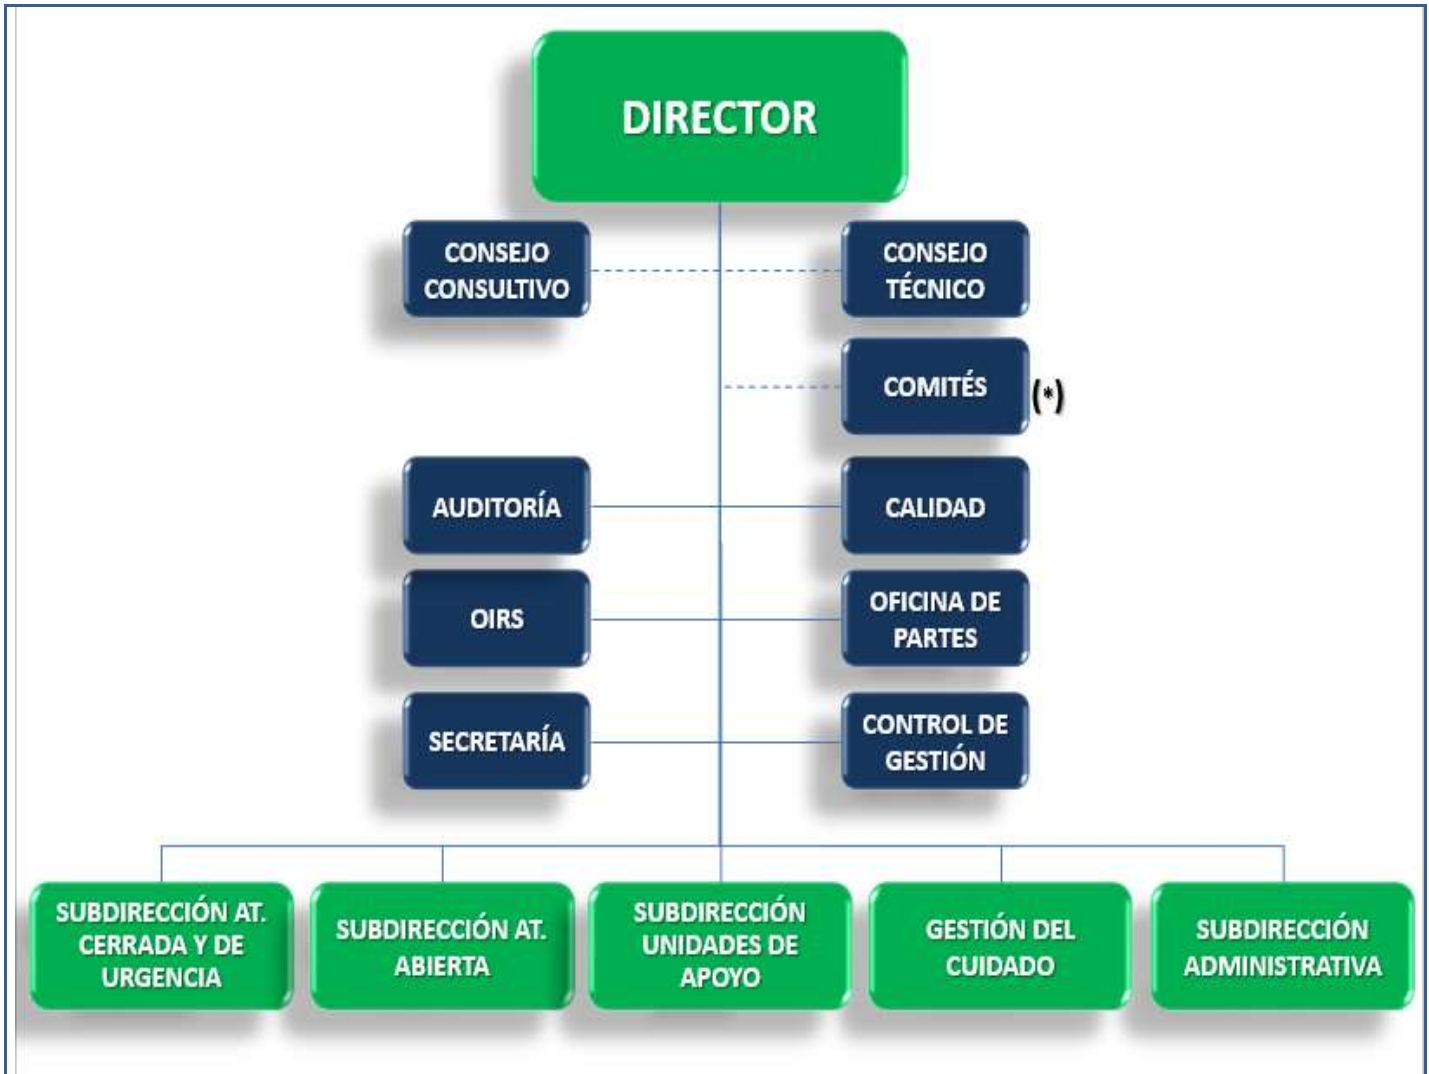 DIRECTOR
CONSEJO
CONSULTIVO
CONSEJO
TÉCNICO
COMITÉS
(*)
AUDITORÍA
CALIDAD
OIRS
OFICINA DE
PARTES
SECRETARÍA
CONTROL DE
GESTIÓN
SUBDIRECCIÓN AT.
CERRADA Y DE
URGENCIA
SUBDIRECCIÓN AT.
ABIERTA
SUBDIRECCIÓN
UNIDADES DE
APOYO
GESTIÓN DEL
CUIDADO
SUBDIRECCIÓN
ADMINISTRATIVA